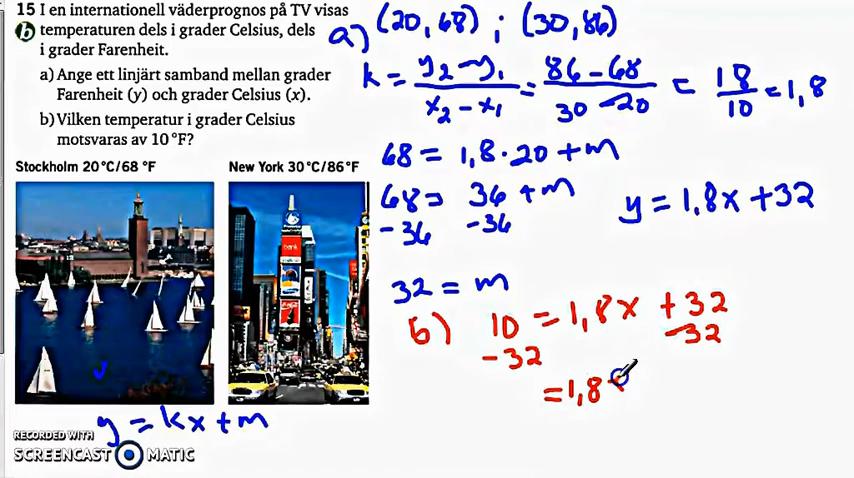 15 I en internationell väderprognos på TV visas
b temperaturen dels i grader Celsius, dels
i grader Farenheit.
a) Ange ett linjärt samband mellan grader
Farenheit (y) och grader Celsius (x).
b) Vilken temperatur i grader Celsius
motsvaras av 10 °F?
Stockholm 20 °C/68 °F
New York 30 °C/86 °F
y = kx + m
RECORDED WITH
SCREENCAST MATIC
a) (20, 68) ; (30, 86)
k = y₂ - y₁ / x₂ - x₁ = 86 - 68 / 30 - 20 = 18 / 10 = 1,8
68 = 1,8 · 20 + m
68 = 36 + m
-36 -36
y = 1,8x + 32
32 = m
b) 10 = 1,8x + 32
-32 -32
= 1,8